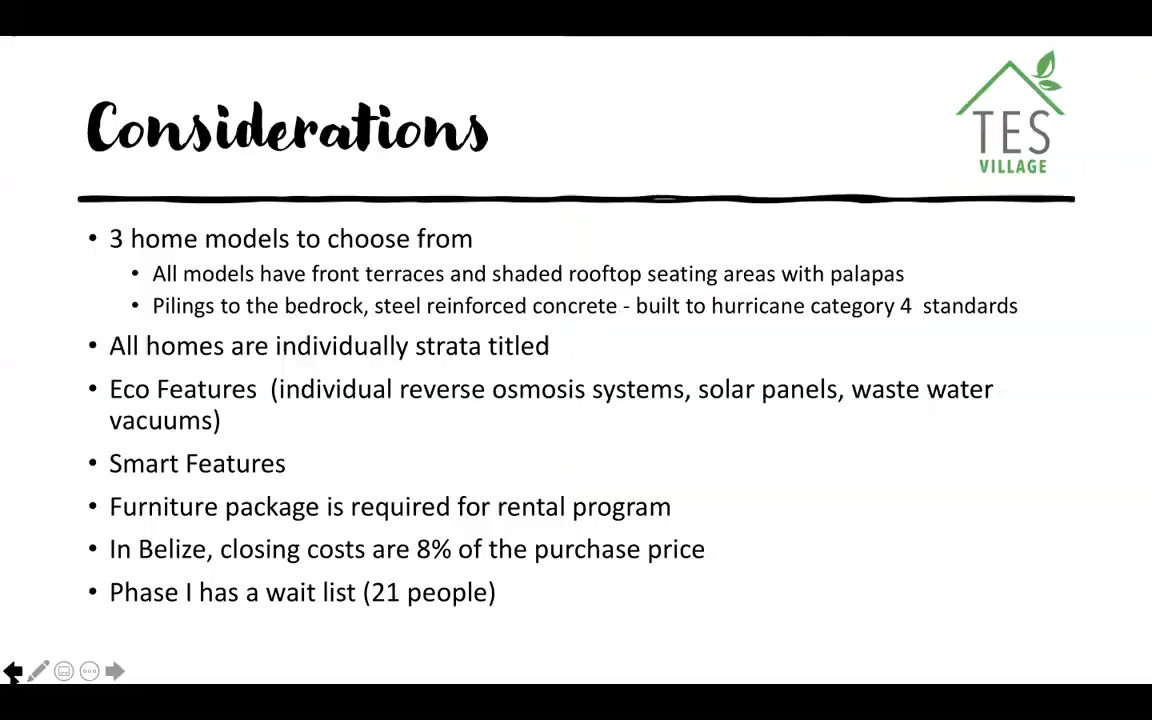 Considerations
TES
VILLAGE
• 3 home models to choose from
• All models have front terraces and shaded rooftop seating areas with palapas
• Pilings to the bedrock, steel reinforced concrete - built to hurricane category 4  standards
• All homes are individually strata titled
• Eco Features  (individual reverse osmosis systems, solar panels, waste water
vacuums)
• Smart Features
• Furniture package is required for rental program
• In Belize, closing costs are 8% of the purchase price
• Phase I has a wait list (21 people)